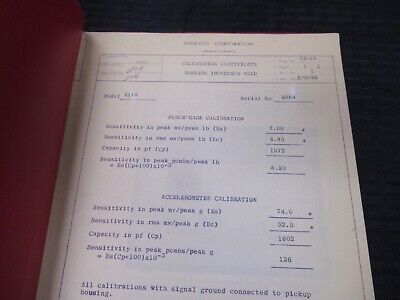 ENDEVCO CORPORATION
CALIBRATION CERTIFICATE
ENDEVCO IMPEDANCE HEAD
Model 2110 Serial No. BA64
FORCE GAGE CALIBRATION
Sensitivity in peak mv/peak lb (Es) 7.00 *
Sensitivity in rms mv/peak lb (Ec) 4.95 *
Capacity in pf (Cp) 1073
Sensitivity in peak pcmbs/peak lb
= Es(Cp+100)x10-3 8.20
ACCELEROMETER CALIBRATION
Sensitivity in peak mv/peak g (Es) 74.0 *
Sensitivity in rms mv/peak g (Ec) 52.5 *
Capacity in pf (Cp) 1602
Sensitivity in peak pcmbs/peak g
= Es(Cp+100)x10-3 126
All calibrations with signal ground connected to pickup
housing.